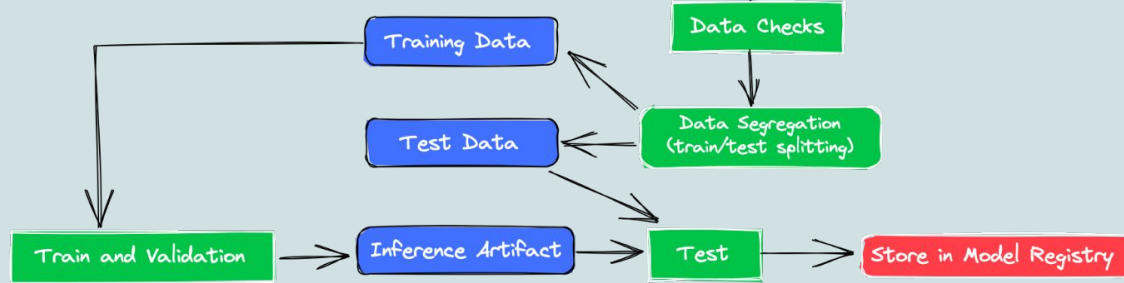 Data Checks
Training Data
Data Segregation
(train/test splitting)
Test Data
Train and Validation
Inference Artifact
Test
Store in Model Registry